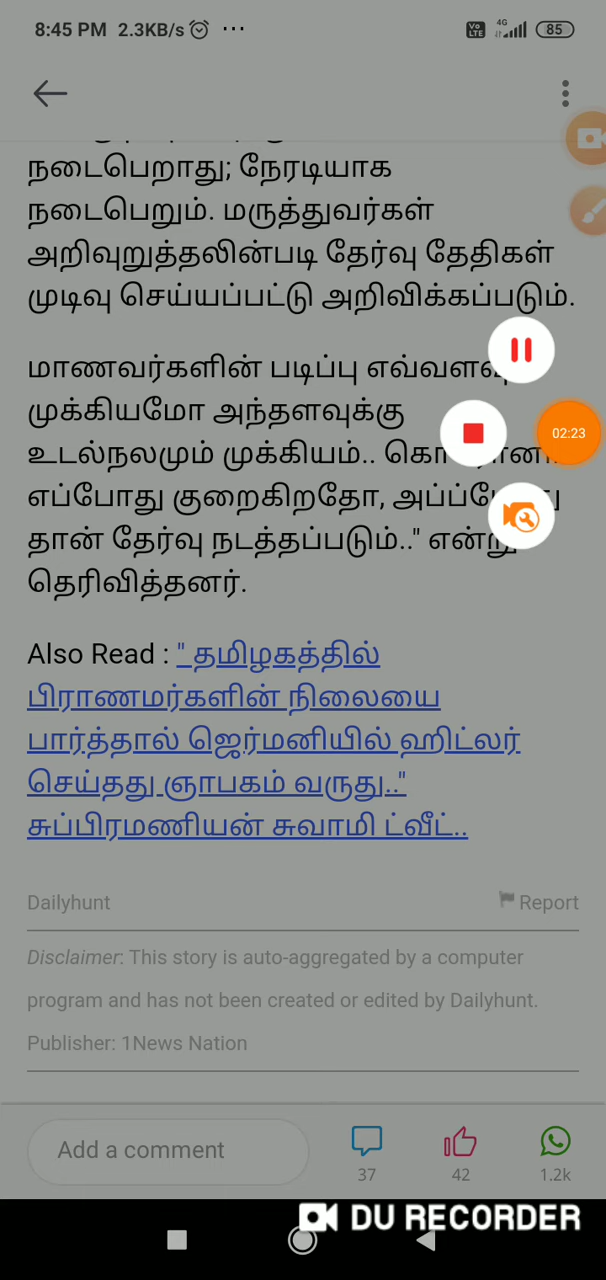 8:45 PM 2.3KB/s ... Vo LTE 4G 85
நடைபெறாது; நேரடியாக
நடைபெறும். மருத்துவர்கள்
அறிவுறுத்தலின்படி தேர்வு தேதிகள்
முடிவு செய்யப்பட்டு அறிவிக்கப்படும்.
மாணவர்களின் படிப்பு
முக்கியமோ அந்தளவுக்கு
உடல்நலமும் முக்கியம்..
02:23
எப்போது குறைகிறதோ,
தான் தேர்வு நடத்தப்படும்.." என்று
தெரிவித்தனர்.
Also Read : " தமிழகத்தில்
பிராணமர்களின் நிலையை
பார்த்தால் ஜெர்மனியில் ஹிட்லர்
செய்தது ஞாபகம் வருது.."
சுப்பிரமணியன் சுவாமி ட்வீட்..
Dailyhunt Report
Disclaimer: This story is auto-aggregated by a computer
program and has not been created or edited by Dailyhunt.
Publisher: 1News Nation
Add a comment
37 42 1.2k
DU RECORDER